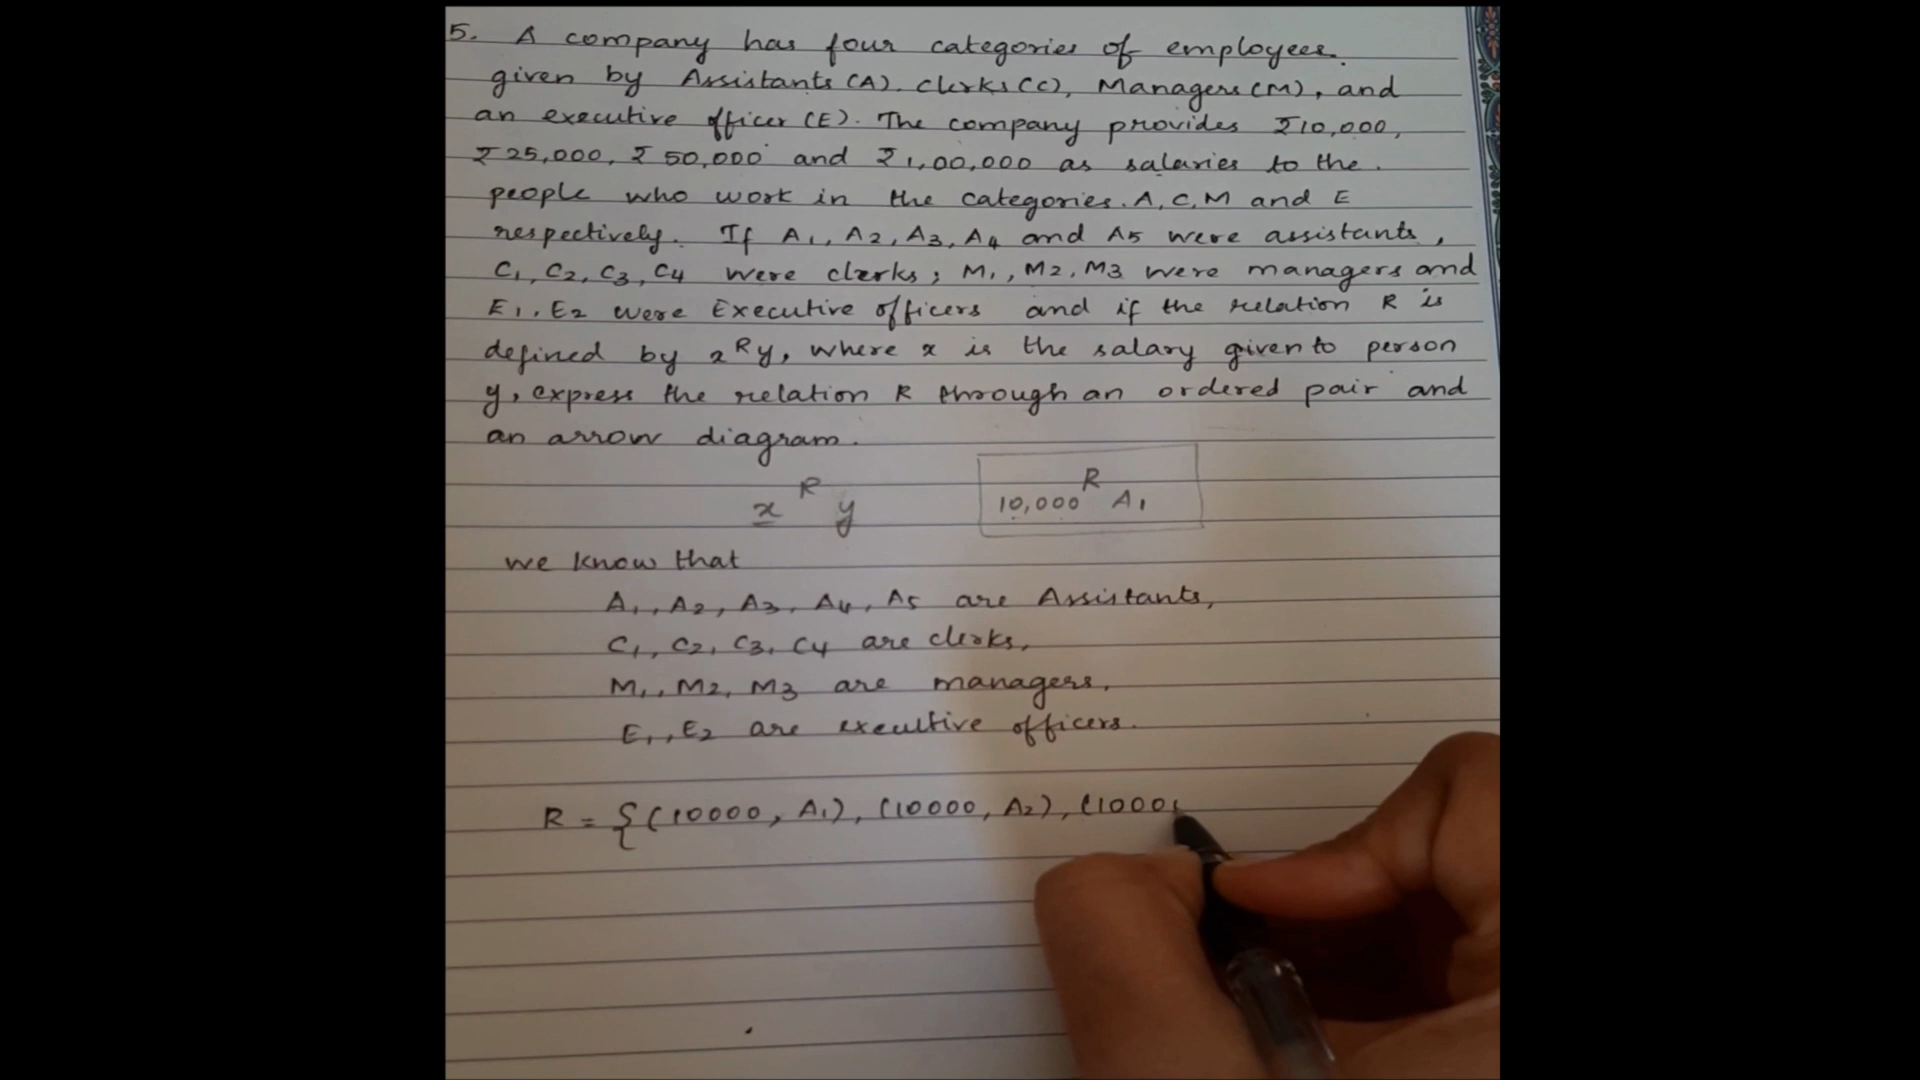 5. A company has four categories of employees.
given by Assistants (A). Clerks (C), Managers (M), and
an executive officer (E). The company provides ₹10,000,
₹25,000, ₹50,000 and ₹1,00,000 as salaries to the.
people who work in the categories. A, C, M and E
respectively. If A1, A2, A3, A4 and A5 were assistants,
C1, C2, C3, C4 were clerks; M1, M2, M3 were managers and
E1, E2 were Executive officers and if the relation R is
defined by xRy, where x is the salary given to person
y, express the relation R through an ordered pair and
an arrow diagram.
x R y
10,000 R A1
we know that
A1, A2, A3, A4, A5 are Assistants,
C1, C2, C3, C4 are clerks,
M1, M2, M3 are managers,
E1, E2 are exeultive officers.
R = {(10000, A1), (10000, A2), (1000